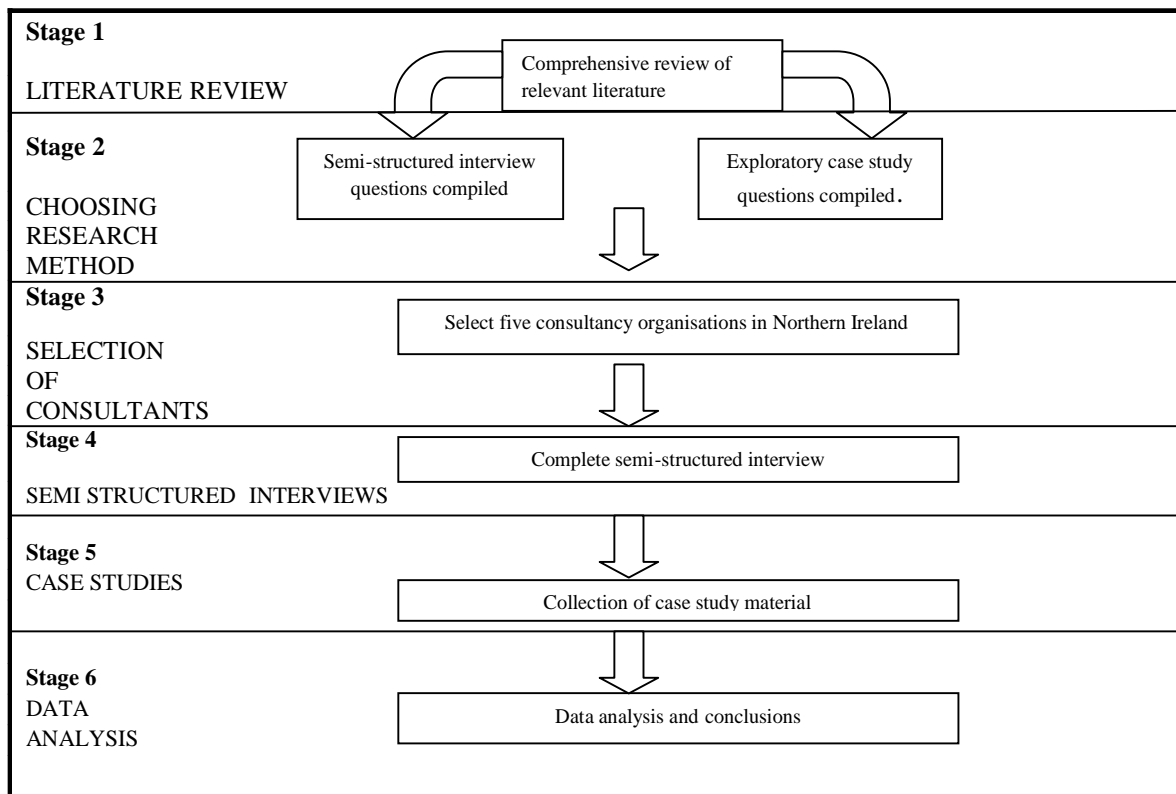 Stage 1
LITERATURE REVIEW
Comprehensive review of
relevant literature
Stage 2
CHOOSING
RESEARCH
METHOD
Semi-structured interview
questions compiled
Exploratory case study
questions compiled.
Stage 3
SELECTION
OF
CONSULTANTS
Select five consultancy organisations in Northern Ireland
Stage 4
SEMI STRUCTURED INTERVIEWS
Complete semi-structured interview
Stage 5
CASE STUDIES
Collection of case study material
Stage 6
DATA
ANALYSIS
Data analysis and conclusions